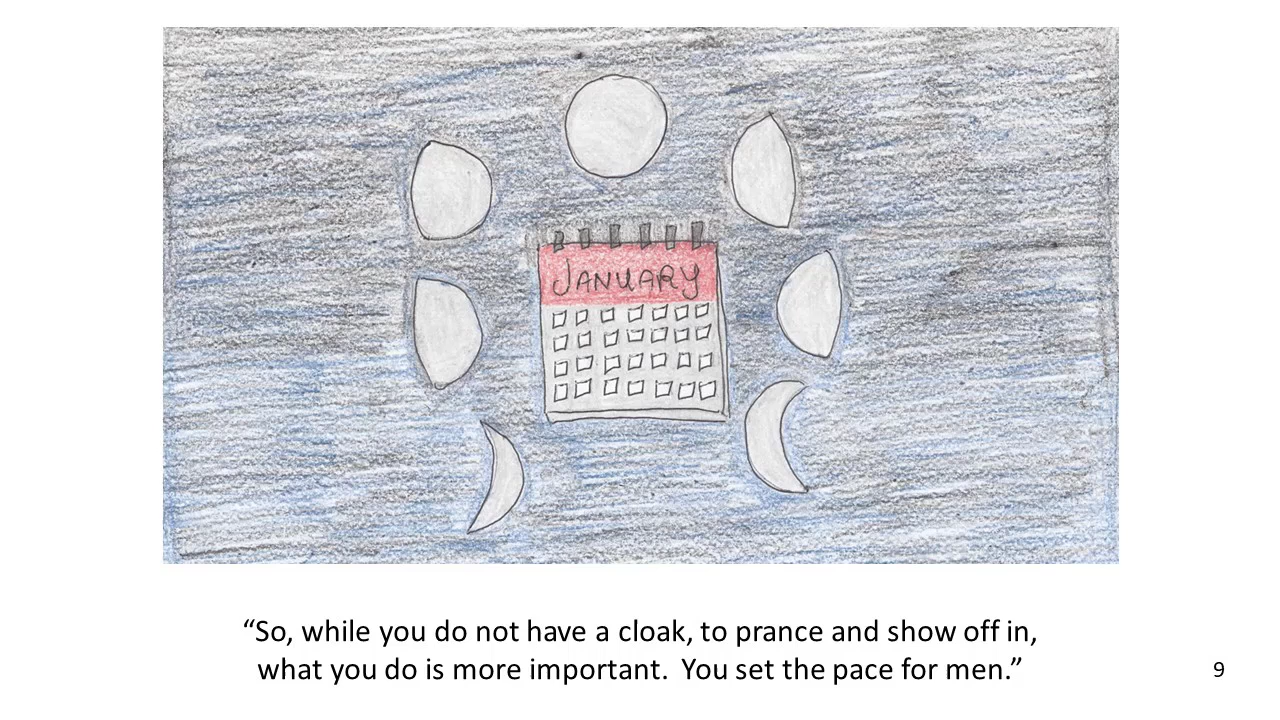 JANUARY
“So, while you do not have a cloak, to prance and show off in,
what you do is more important.  You set the pace for men.”
9